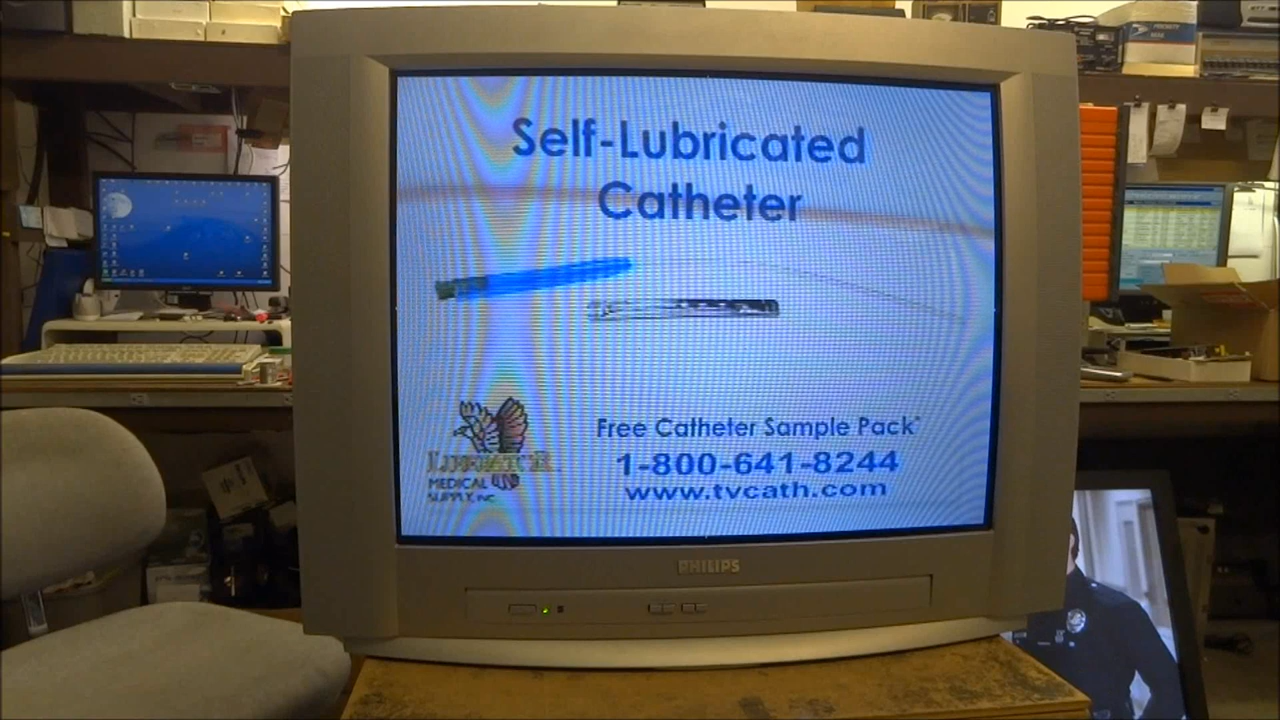 Self-Lubricated
Catheter
Free Catheter Sample Pack*
1-800-641-8244
www.tvcath.com
MEDICAL
SUPPLY, INC
PHILIPS